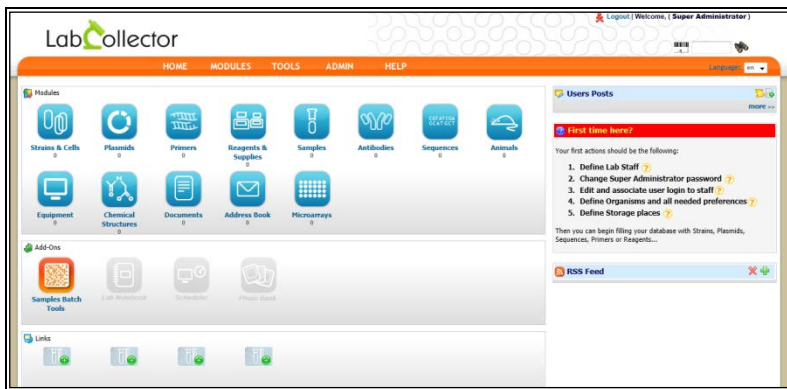 Logout ( Welcome, ( Super Administrator )
LabCollector
HOME MODULES TOOLS ADMIN HELP
Language: en
Modules
Strains & Cells
0
Plasmids
0
Primers
0
Reagents & Supplies
0
Samples
0
Antibodies
0
Sequences
0
Animals
0
Equipment
0
Chemical Structures
0
Documents
0
Address Book
0
Microarrays
0
Add-Ons
Samples Batch Tools
Lab Notebook
Scheduler
Photo Bank
Links
Users Posts
more >>
First time here?
Your first actions should be the following:
1. Define Lab Staff ?
2. Change Super Administrator password ?
3. Edit and associate user login to staff ?
4. Define Organisms and all needed preferences ?
5. Define Storage places ?
Then you can begin filling your database with Strains, Plasmids,
Sequences, Primers or Reagents...
RSS Feed